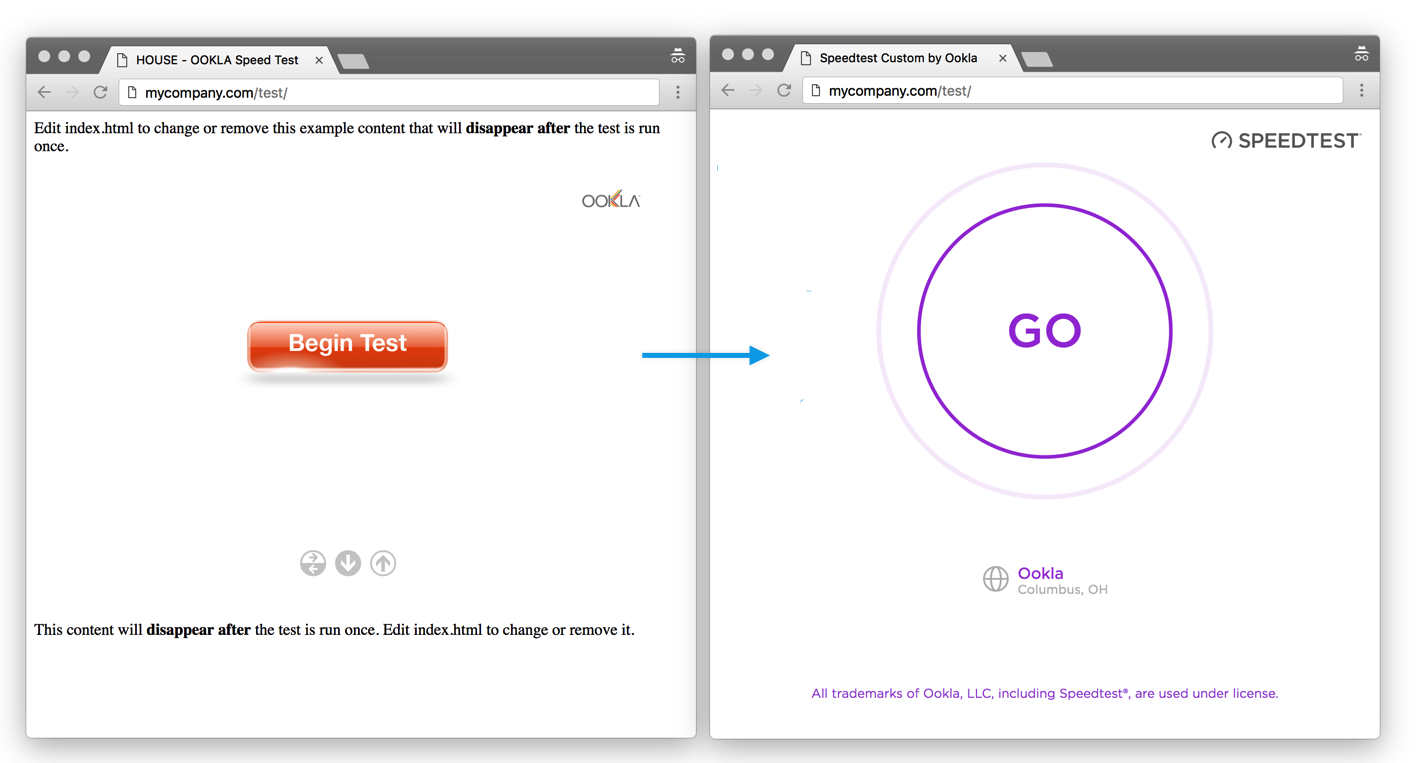 HOUSE - OOKLA Speed Test
mycompany.com/test/
Edit index.html to change or remove this example content that will disappear after the test is run
once.
OOKLA
Begin Test
This content will disappear after the test is run once. Edit index.html to change or remove it.
Speedtest Custom by Ookla
mycompany.com/test/
SPEEDTEST®
GO
Ookla
Columbus, OH
All trademarks of Ookla, LLC, including Speedtest®, are used under license.